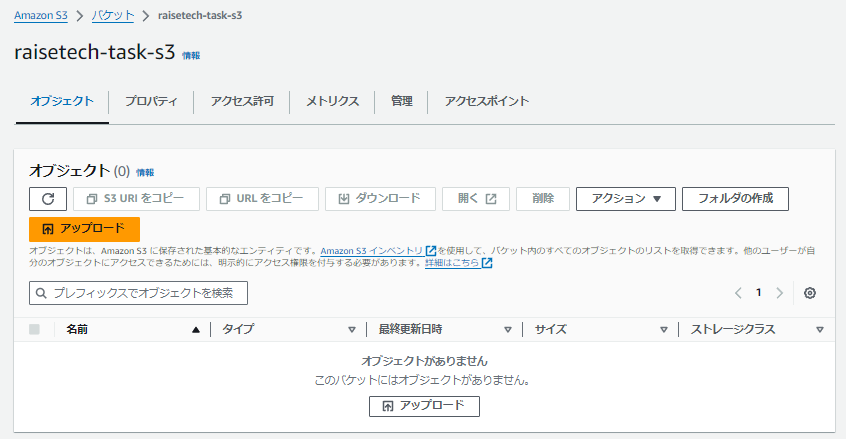 Amazon S3 > バケット > raisetech-task-s3
raisetech-task-s3 情報
オブジェクト プロパティ アクセス許可 メトリクス 管理 アクセスポイント
オブジェクト (0) 情報
S3 URI をコピー URL をコピー ダウンロード 開く 削除 アクション フォルダの作成
アップロード
オブジェクトは、Amazon S3 に保存された基本的なエンティティです。Amazon S3 インベントリ を使用して、バケット内のすべてのオブジェクトのリストを取得できます。他のユーザーが自
分のオブジェクトにアクセスできるためには、明示的にアクセス権限を付与する必要があります。詳細はこちら
プレフィックスでオブジェクトを検索 1
名前 タイプ 最終更新日時 サイズ ストレージクラス
オブジェクトがありません
このバケットにはオブジェクトがありません。
アップロード